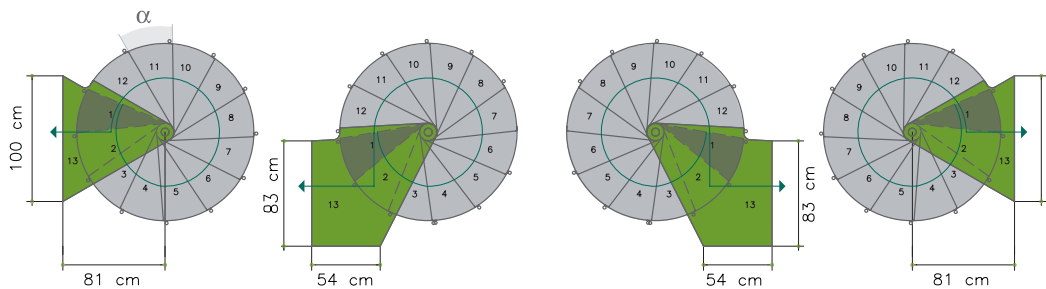 α
11 10
12 9
1 8
2 7
13
3 6
4 5
100 cm
81 cm
10 9
11 8
12 7
1
2 6
13
3 4 5
83 cm
54 cm
9 10
8 11
7 12
1
6 2
13
5 4 3
83 cm
54 cm
10 11
9 12
8 1
7 2
13
6 3
5 4
81 cm